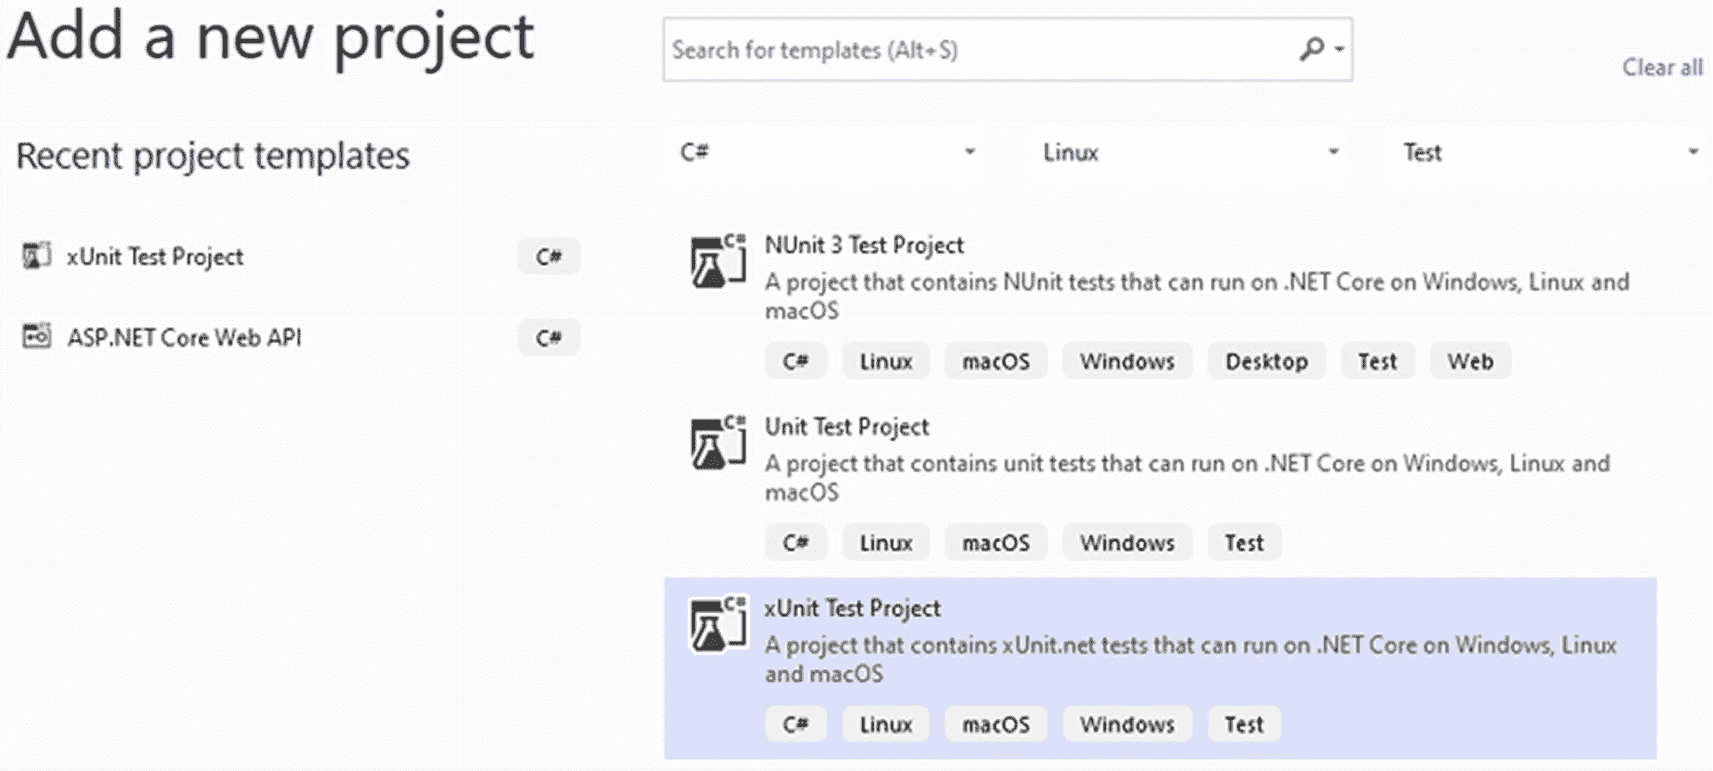 Add a new project
Search for templates (Alt+S)
Clear all
Recent project templates
C#
Linux
Test
xUnit Test Project
C#
ASP.NET Core Web API
C#
C#
NUnit 3 Test Project
A project that contains NUnit tests that can run on .NET Core on Windows, Linux and
macOS
C# Linux macOS Windows Desktop Test Web
C#
Unit Test Project
A project that contains unit tests that can run on .NET Core on Windows, Linux and
macOS
C# Linux macOS Windows Test
C#
xUnit Test Project
A project that contains xUnit.net tests that can run on .NET Core on Windows, Linux
and macOS
C# Linux macOS Windows Test